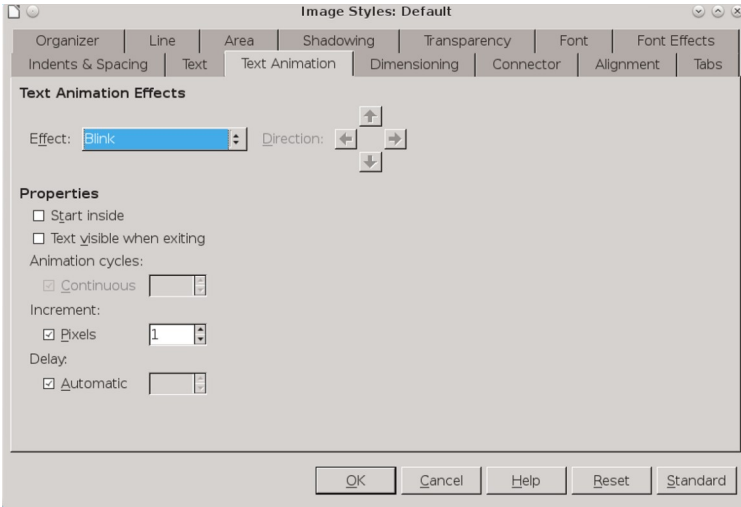 Image Styles: Default
Organizer Line Area Shadowing Transparency Font Font Effects
Indents & Spacing Text Text Animation Dimensioning Connector Alignment Tabs
Text Animation Effects
Effect: Blink Direction:
Properties
Start inside
Text visible when exiting
Animation cycles:
Continuous
Increment:
Pixels 1
Delay:
Automatic
OK Cancel Help Reset Standard